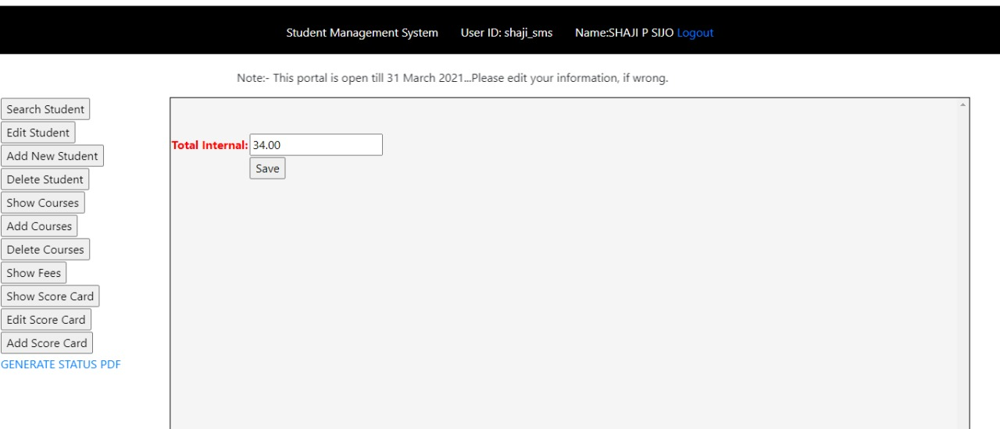 Student Management System User ID: shaji_sms Name:SHAJI P SIJO Logout
Note:- This portal is open till 31 March 2021...Please edit your information, if wrong.
Search Student
Edit Student
Add New Student
Delete Student
Show Courses
Add Courses
Delete Courses
Show Fees
Show Score Card
Edit Score Card
Add Score Card
GENERATE STATUS PDF
Total Internal: 34.00
Save